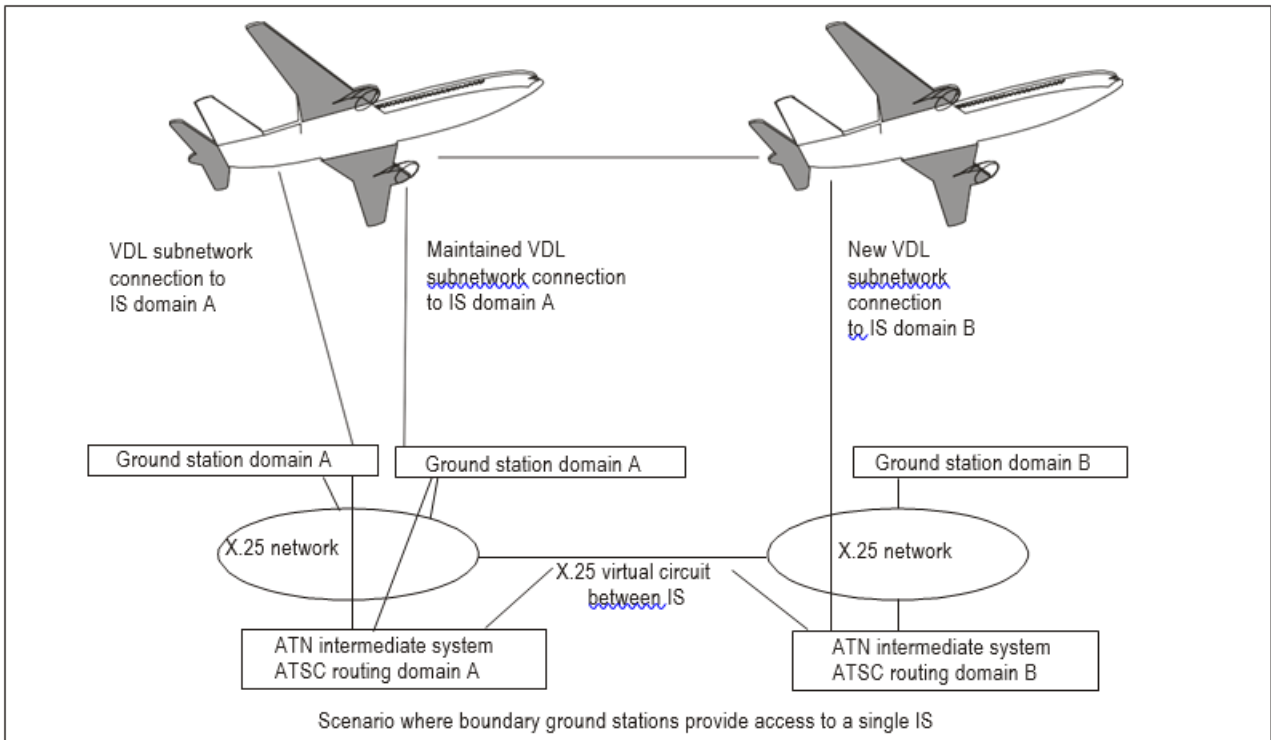 VDL subnetwork
connection to
IS domain A
Maintained VDL
subnetwork connection
to IS domain A
New VDL
subnetwork
connection
to IS domain B
Ground station domain A
Ground station domain A
Ground station domain B
X.25 network
X.25 network
X.25 virtual circuit
between IS
ATN intermediate system
ATSC routing domain A
ATN intermediate system
ATSC routing domain B
Scenario where boundary ground stations provide access to a single IS